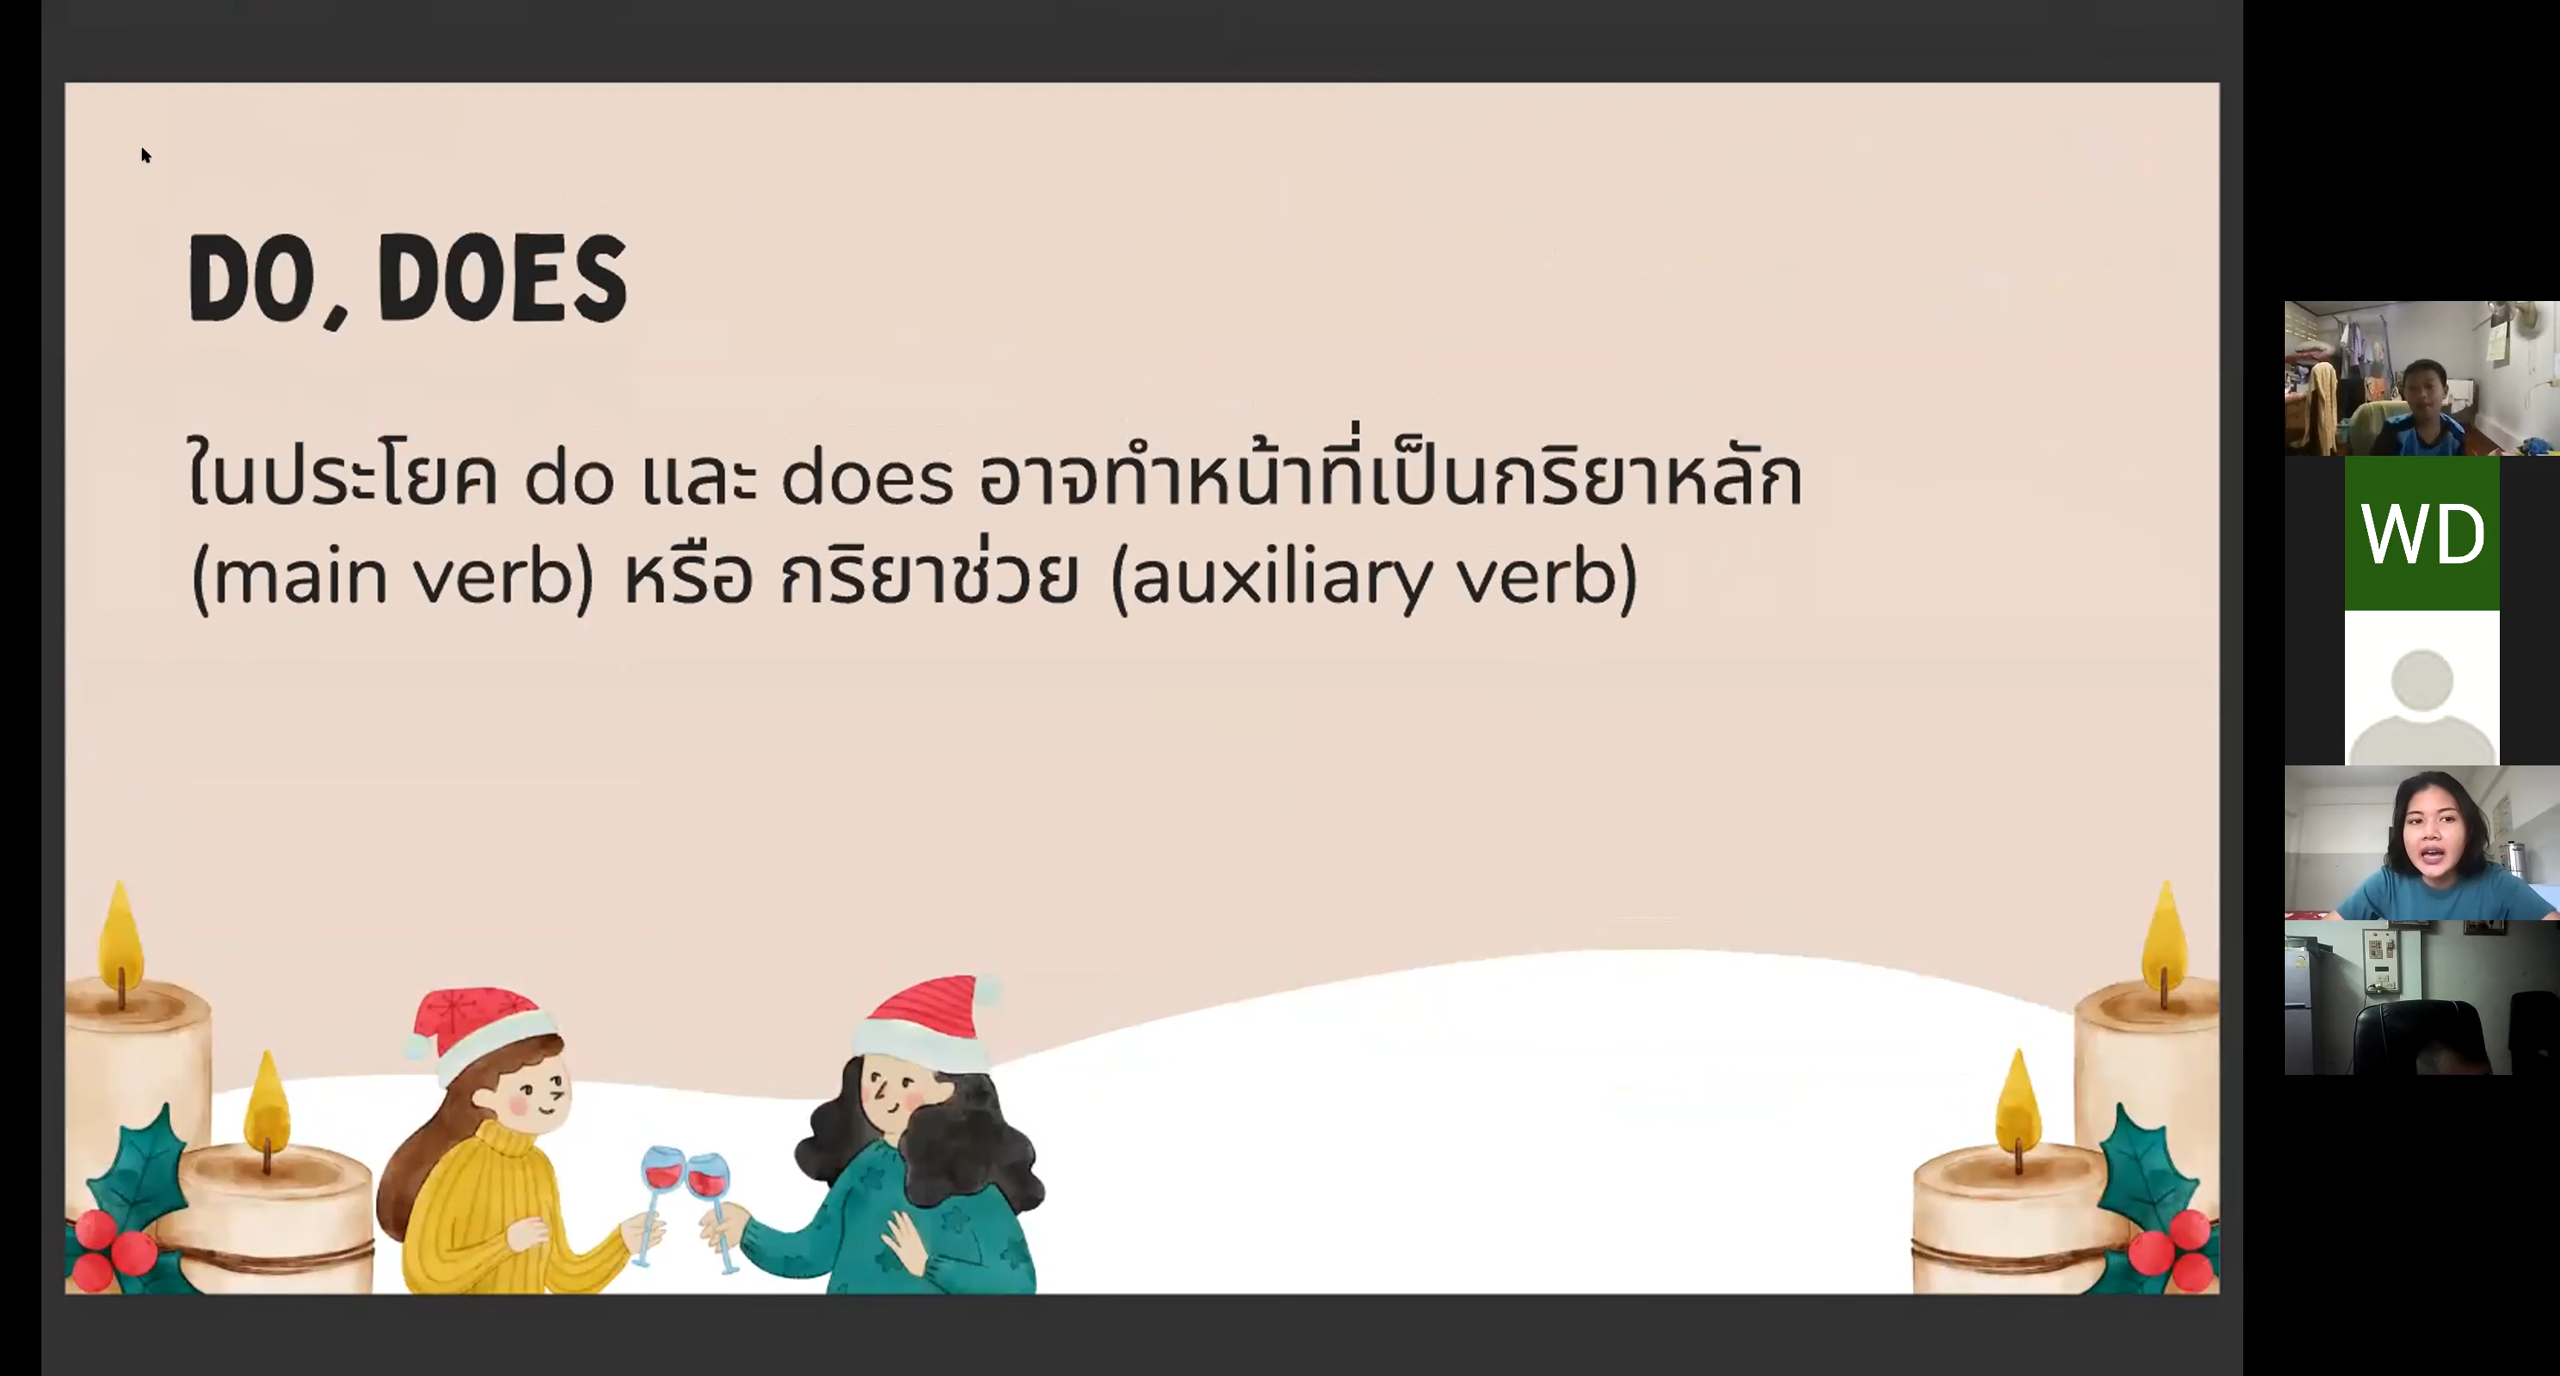 DO, DOES
ในประโยค do และ does อาจทำหน้าที่เป็นกริยาหลัก
(main verb) หรือ กริยาช่วย (auxiliary verb)
WD